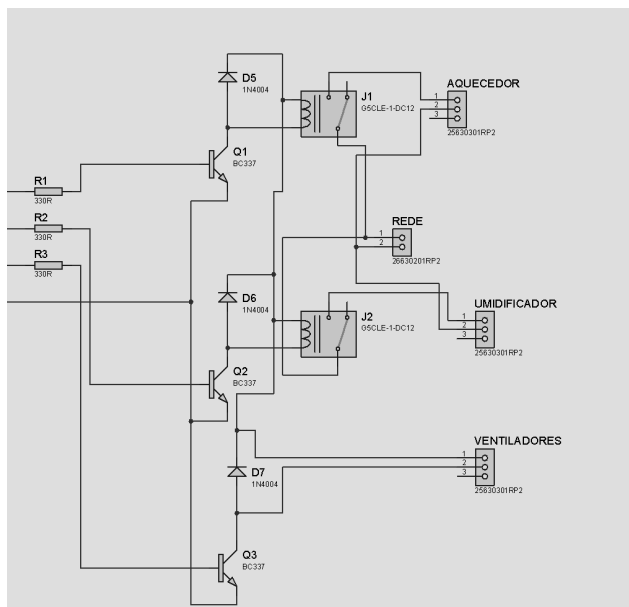 D5
1N4004
J1
G5CLE-1-DC12
AQUECEDOR
1
2
3
25630301RP2
Q1
BC337
R1
330R
R2
330R
R3
330R
REDE
1
2
26630201RP2
D6
1N4004
J2
G5CLE-1-DC12
UMIDIFICADOR
1
2
3
25630301RP2
Q2
BC337
D7
1N4004
VENTILADORES
1
2
3
25630301RP2
Q3
BC337